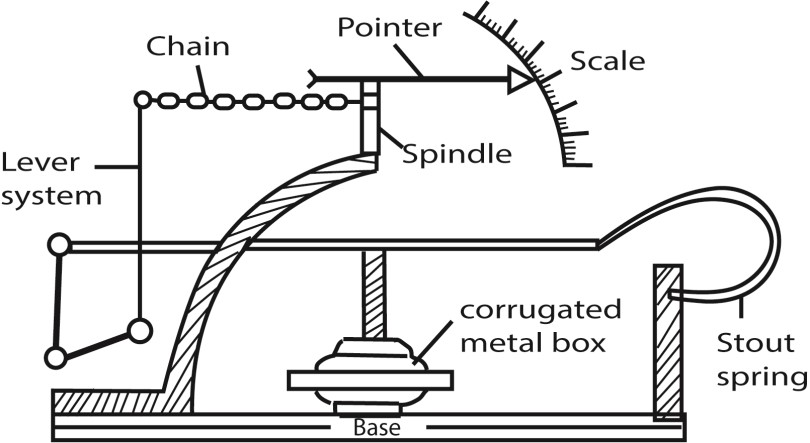 Pointer
Chain
Scale
Spindle
Lever
system
corrugated
metal box
Stout
spring
Base